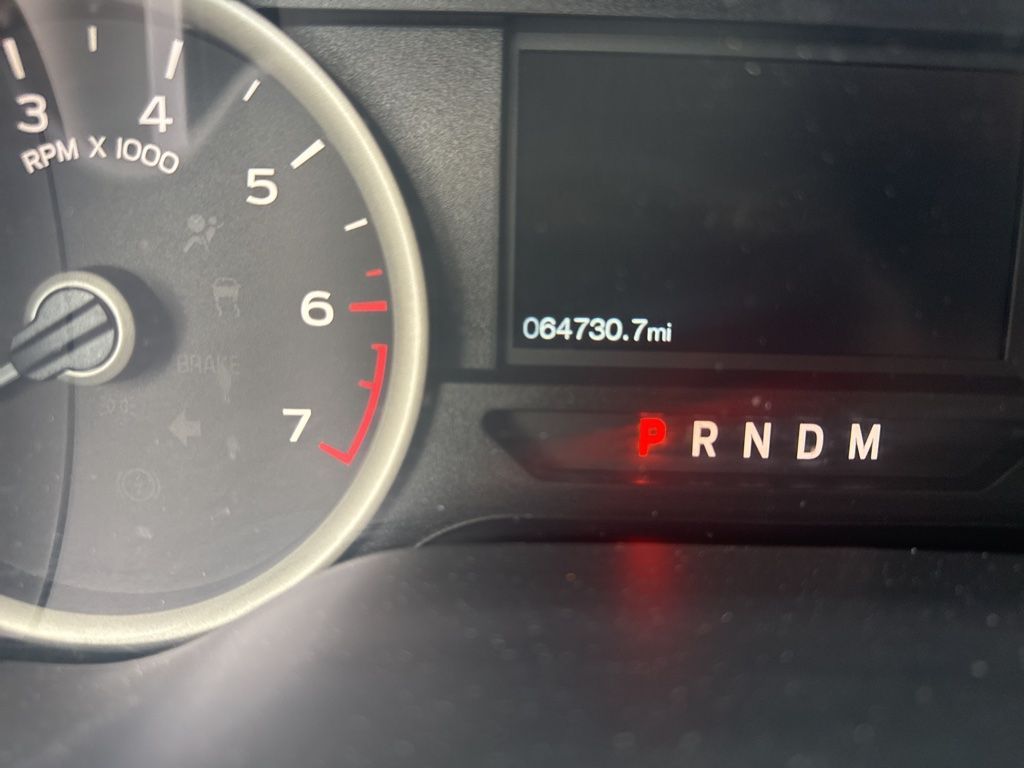 3 4
RPM X 1000
5
6
BRAKE
7
064730.7mi
P R N D M